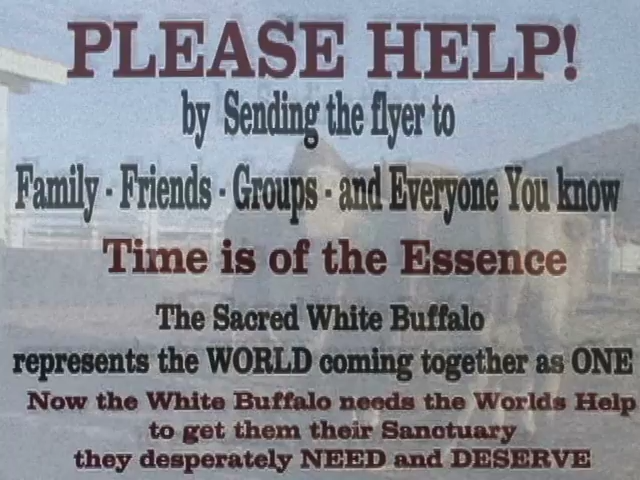 PLEASE HELP!
by Sending the flyer to
Family - Friends - Groups - and Everyone You know
Time is of the Essence
The Sacred White Buffalo
represents the WORLD coming together as ONE
Now the White Buffalo needs the Worlds Help
to get them their Sanctuary
they desperately NEED and DESERVE